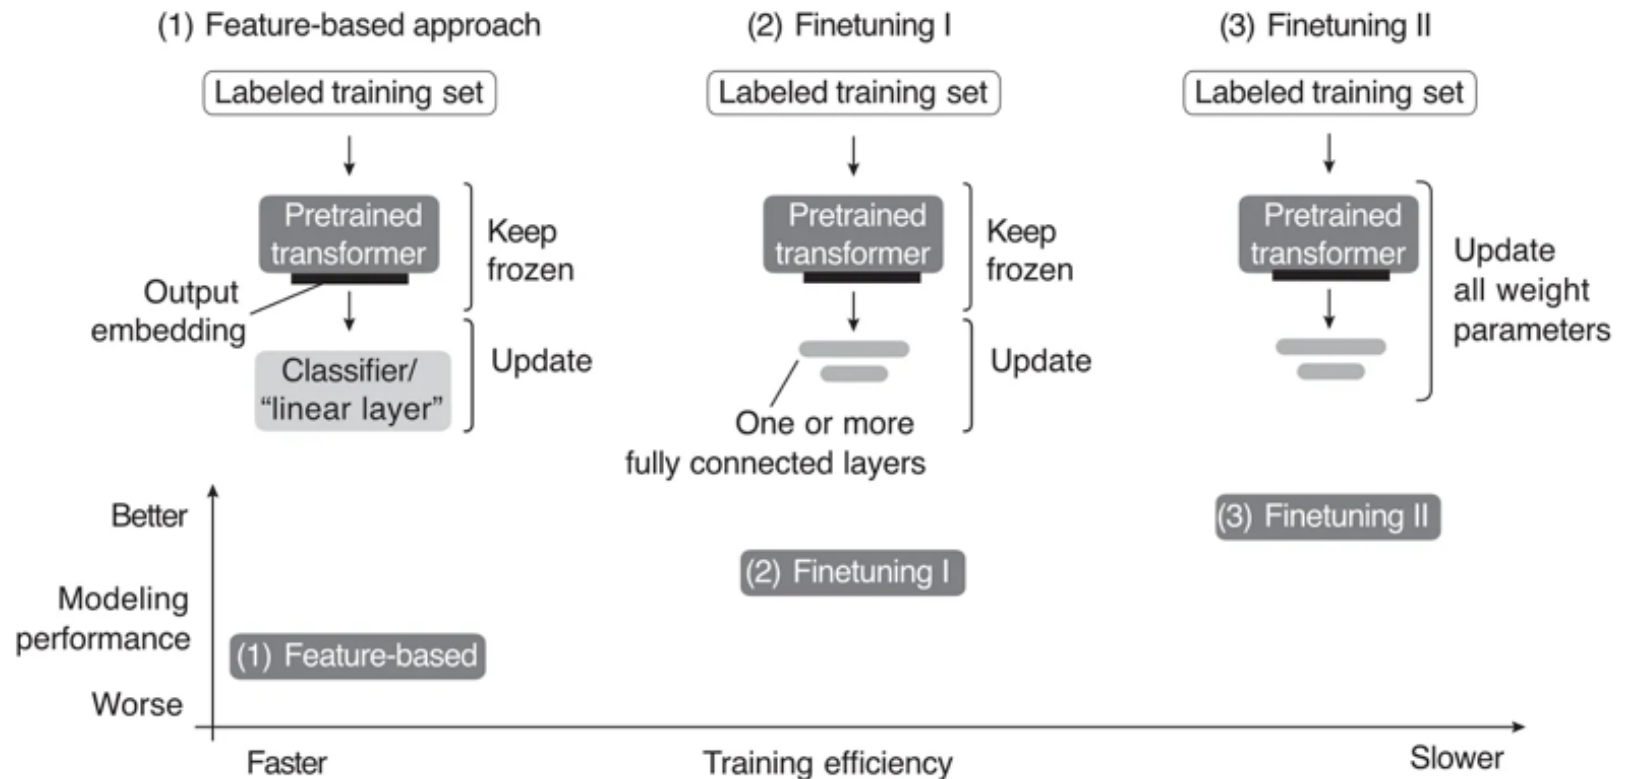 (1) Feature-based approach
Labeled training set
Pretrained
transformer
Keep
frozen
Output
embedding
Classifier/
“linear layer”
Update
(2) Finetuning I
Labeled training set
Pretrained
transformer
Keep
frozen
Update
One or more
fully connected layers
(3) Finetuning II
Labeled training set
Pretrained
transformer
Update
all weight
parameters
Better
Modeling
performance
Worse
(1) Feature-based
(2) Finetuning I
(3) Finetuning II
Faster
Training efficiency
Slower